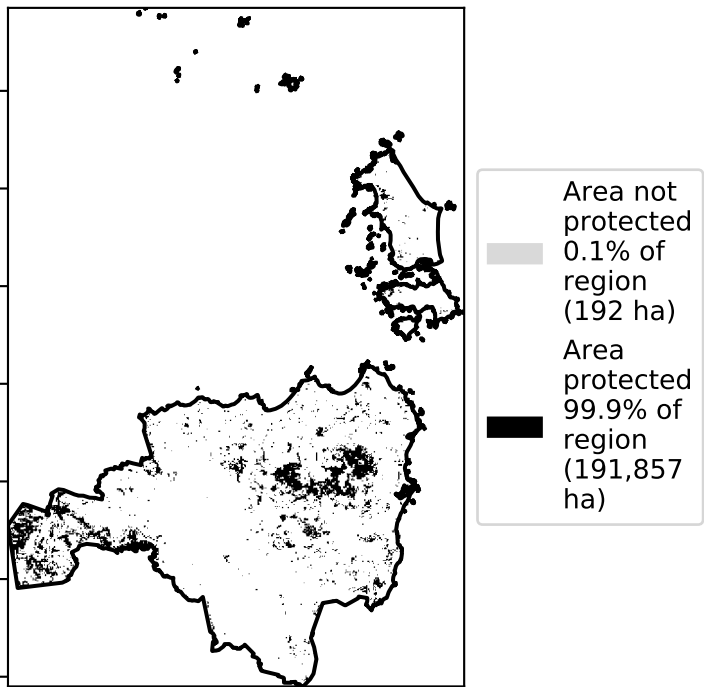 Area not
protected
0.1% of
region
(192 ha)
Area
protected
99.9% of
region
(191,857
ha)